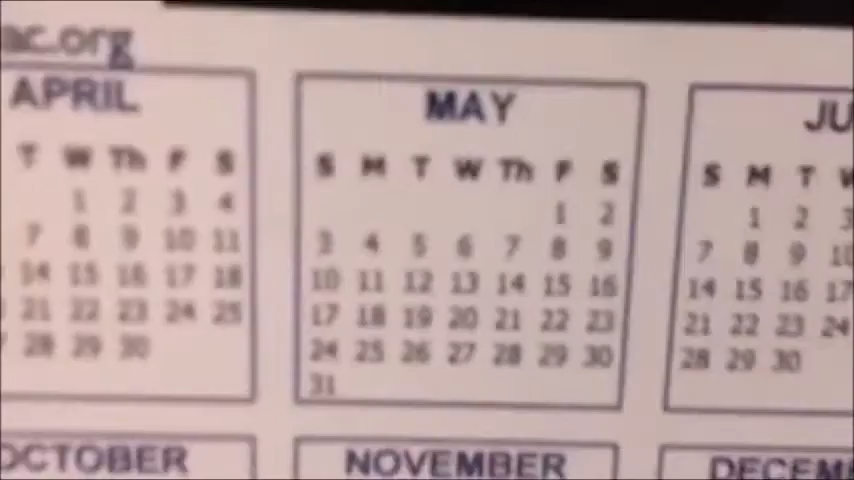 ac.org
APRIL
T W Th F S
1 2 3 4
7 8 9 10 11
14 15 16 17 18
21 22 23 24 25
28 29 30
MAY
S M T W Th F S
1 2
3 4 5 6 7 8 9
10 11 12 13 14 15 16
17 18 19 20 21 22 23
24 25 26 27 28 29 30
31
JU
S M T W
1 2 3
7 8 9 10
14 15 16 17
21 22 23 24
28 29 30
OCTOBER
NOVEMBER
DECEM